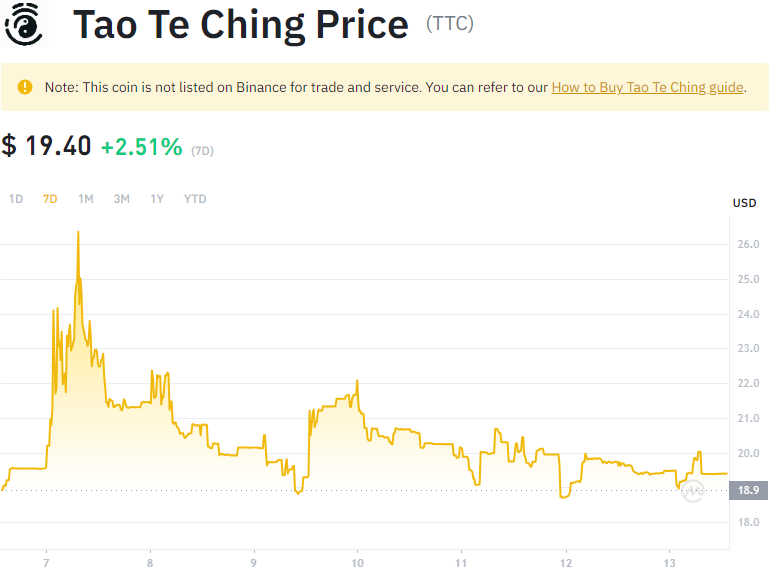 Tao Te Ching Price (TTC)
Note: This coin is not listed on Binance for trade and service. You can refer to our How to Buy Tao Te Ching guide.
$ 19.40 +2.51% (7D)
1D 7D 1M 3M 1Y YTD
USD
26.0
25.0
24.0
23.0
22.0
21.0
20.0
18.9
18.0
7 8 9 10 11 12 13